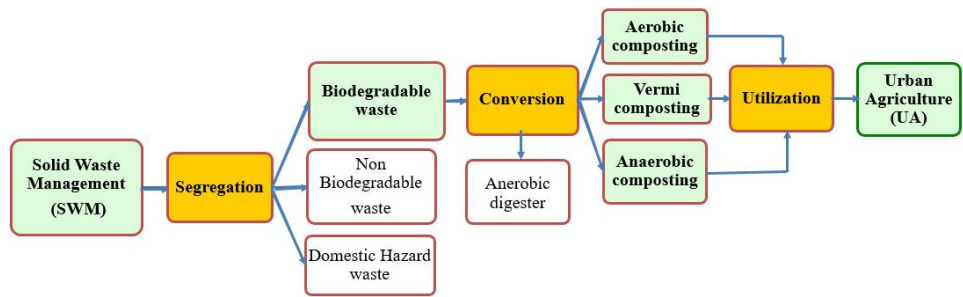 Solid Waste
Management
(SWM)
Segregation
Biodegradable
waste
Non
Biodegradable
waste
Domestic Hazard
waste
Conversion
Anerobic
digester
Aerobic
composting
Vermi
composting
Anaerobic
composting
Utilization
Urban
Agriculture
(UA)